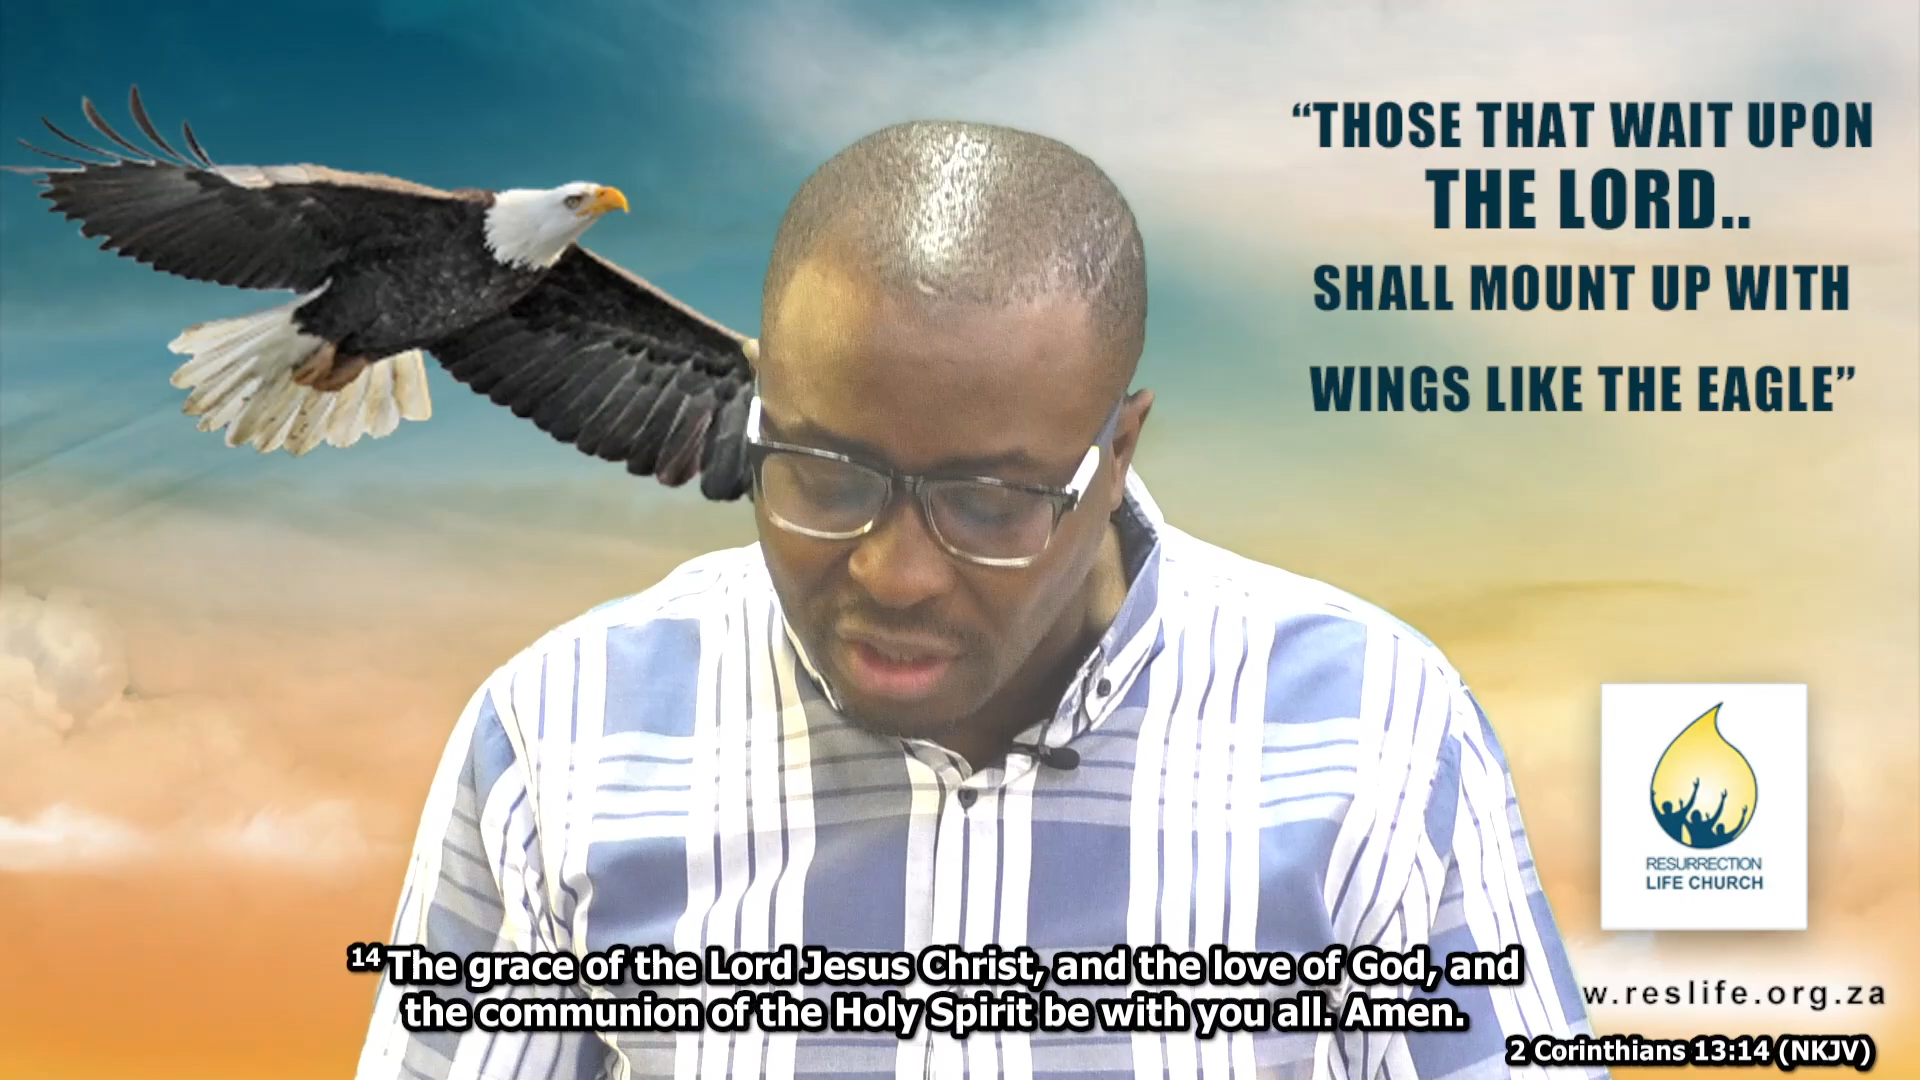 “THOSE THAT WAIT UPON
THE LORD..
SHALL MOUNT UP WITH
WINGS LIKE THE EAGLE”
RESURRECTION
LIFE CHURCH
w.reslife.org.za
14 The grace of the Lord Jesus Christ, and the love of God, and
the communion of the Holy Spirit be with you all. Amen.
2 Corinthians 13:14 (NKJV)